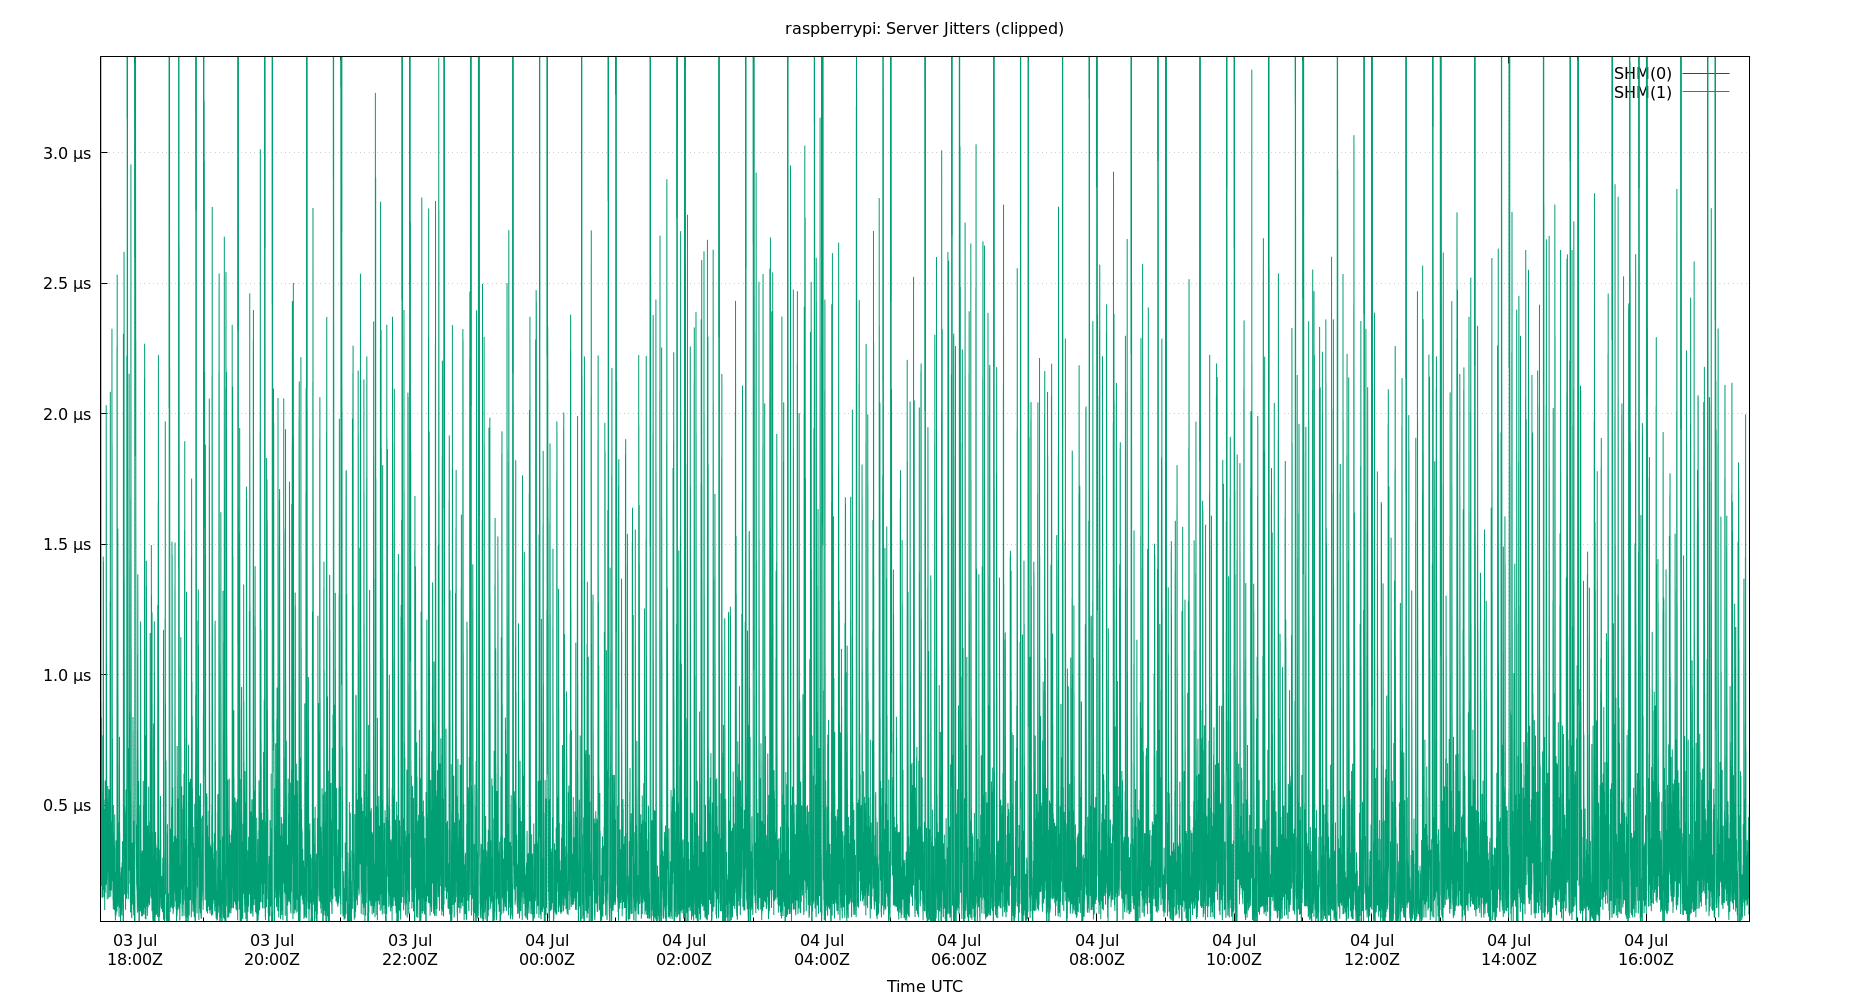 raspberrypi: Server Jitters (clipped)
SHM(0)
SHM(1)
3.0 µs
2.5 µs
2.0 µs
1.5 µs
1.0 µs
0.5 µs
03 Jul 03 Jul 03 Jul 04 Jul 04 Jul 04 Jul 04 Jul 04 Jul 04 Jul 04 Jul 04 Jul 04 Jul
18:00Z 20:00Z 22:00Z 00:00Z 02:00Z 04:00Z 06:00Z 08:00Z 10:00Z 12:00Z 14:00Z 16:00Z
Time UTC